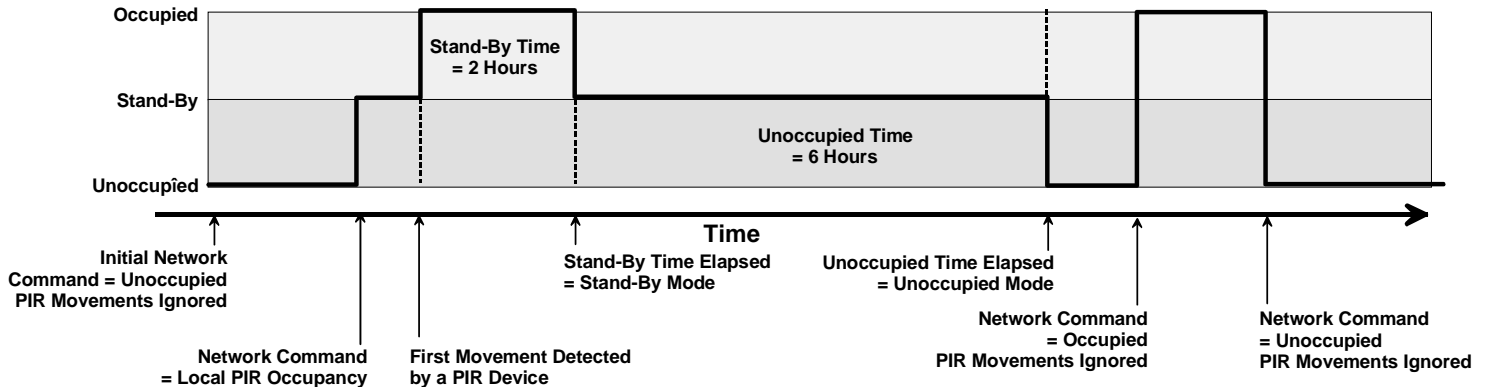 Occupied
Stand-By Time
= 2 Hours
Stand-By
Unoccupied Time
= 6 Hours
Unoccupîed
Time
Initial Network
Command = Unoccupied
PIR Movements Ignored
Stand-By Time Elapsed
= Stand-By Mode
Unoccupied Time Elapsed
= Unoccupied Mode
Network Command
= Local PIR Occupancy
First Movement Detected
by a PIR Device
Network Command
= Occupied
PIR Movements Ignored
Network Command
= Unoccupied
PIR Movements Ignored